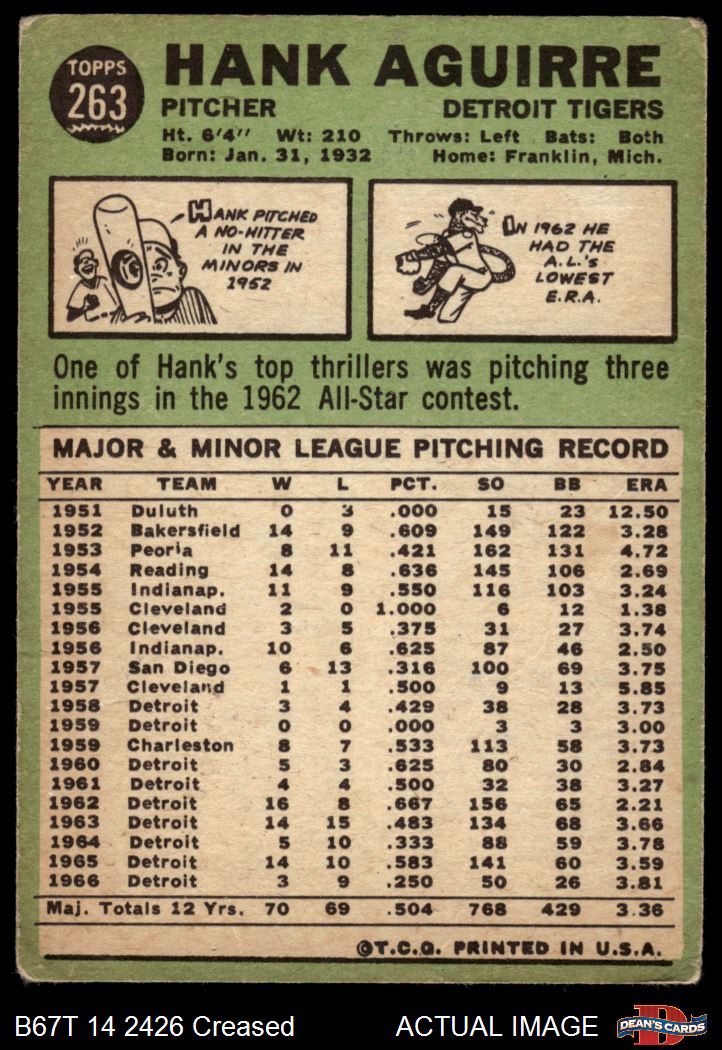 TOPPS
263
HANK AGUIRRE
PITCHER DETROIT TIGERS
Ht. 6'4" Wt: 210 Throws: Left Bats: Both
Born: Jan. 31, 1932 Home: Franklin, Mich.
HANK PITCHED
A NO-HITTER
IN THE
MINORS IN
1952
IN 1962 HE
HAD THE
A.L.'s
LOWEST
E.R.A.
One of Hank's top thrillers was pitching three
innings in the 1962 All-Star contest.
MAJOR & MINOR LEAGUE PITCHING RECORD
YEAR TEAM W L PCT. SO BB ERA
1951 Duluth 0 3 .000 15 23 12.50
1952 Bakersfield 14 9 .609 149 122 3.28
1953 Peoria 8 11 .421 162 131 4.72
1954 Reading 14 8 .636 145 106 2.69
1955 Indianap. 11 9 .550 116 103 3.24
1955 Cleveland 2 0 1.000 6 12 1.38
1956 Cleveland 3 5 .375 31 27 3.74
1956 Indianap. 10 6 .625 87 46 2.50
1957 San Diego 6 13 .316 100 69 3.75
1957 Cleveland 1 1 .500 9 13 5.85
1958 Detroit 3 4 .429 38 28 3.73
1959 Detroit 0 0 .000 3 3 3.00
1959 Charleston 8 7 .533 113 58 3.73
1960 Detroit 5 3 .625 80 30 2.84
1961 Detroit 4 4 .500 32 38 3.27
1962 Detroit 16 8 .667 156 65 2.21
1963 Detroit 14 15 .483 134 68 3.66
1964 Detroit 5 10 .333 88 59 3.78
1965 Detroit 14 10 .583 141 60 3.59
1966 Detroit 3 9 .250 50 26 3.81
Maj. Totals 12 Yrs. 70 69 .504 768 429 3.36
©T.C.G. PRINTED IN U.S.A.
B67T 14 2426 Creased ACTUAL IMAGE
D
DEAN'S CARDS